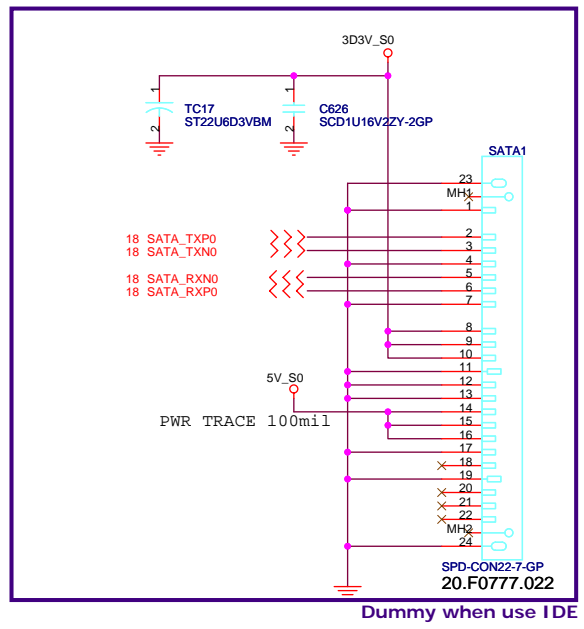 3D3V_S0
1
1
TC17
ST22U6D3VBM
C626
SCD1U16V2ZY-2GP
2
2
SATA1
23
MH1
1
18 SATA_TXP0
2
18 SATA_TXN0
3
4
18 SATA_RXN0
5
18 SATA_RXP0
6
7
8
9
10
11
5V_S0
12
13
14
PWR TRACE 100mil
15
16
17
18
19
20
21
22
MH2
24
SPD-CON22-7-GP
20.F0777.022
Dummy when use IDE